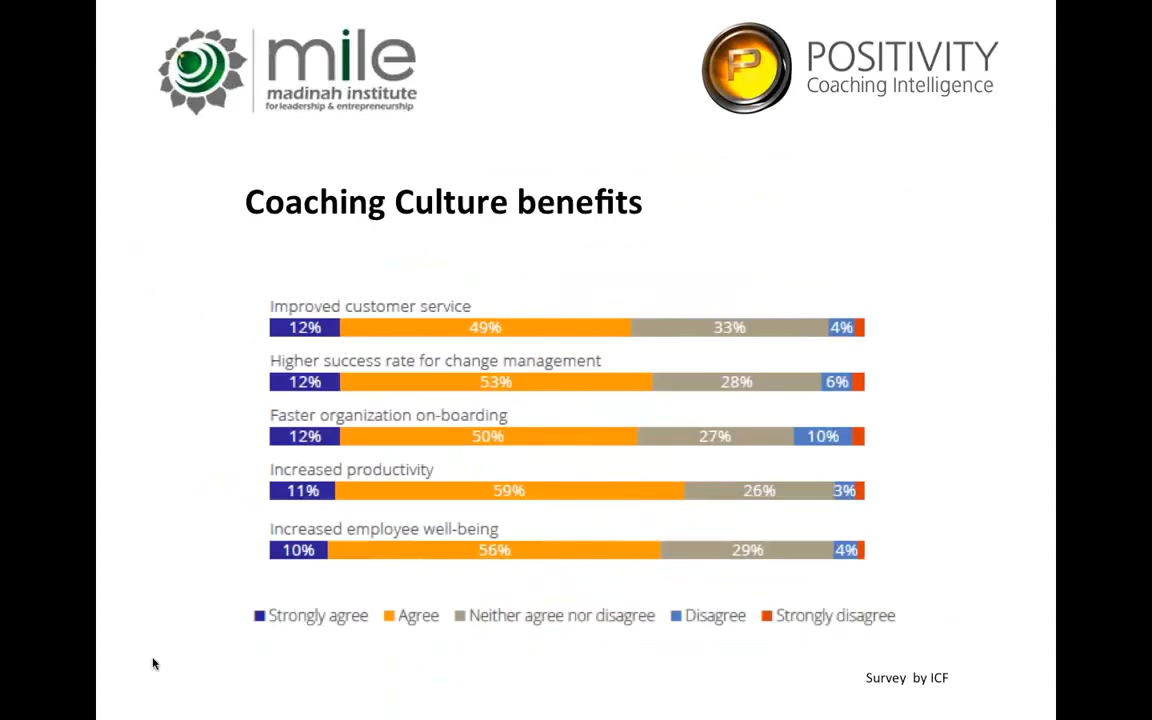 mile
madinah institute
for leadership & entrepreneurship
P
POSITIVITY
Coaching Intelligence
Coaching Culture benefits
Improved customer service
12% 49% 33% 4%
Higher success rate for change management
12% 53% 28% 6%
Faster organization on-boarding
12% 50% 27% 10%
Increased productivity
11% 59% 26% 3%
Increased employee well-being
10% 56% 29% 4%
Strongly agree Agree Neither agree nor disagree Disagree Strongly disagree
Survey by ICF